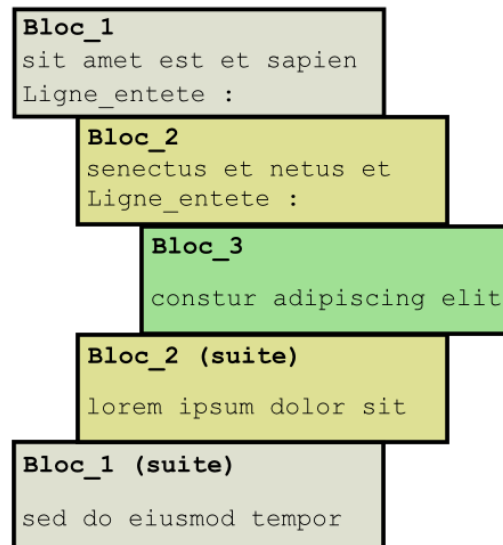 Bloc_1
sit amet est et sapien
Ligne_entete :
Bloc_2
senectus et netus et
Ligne_entete :
Bloc_3
constur adipiscing elit
Bloc_2 (suite)
lorem ipsum dolor sit
Bloc_1 (suite)
sed do eiusmod tempor